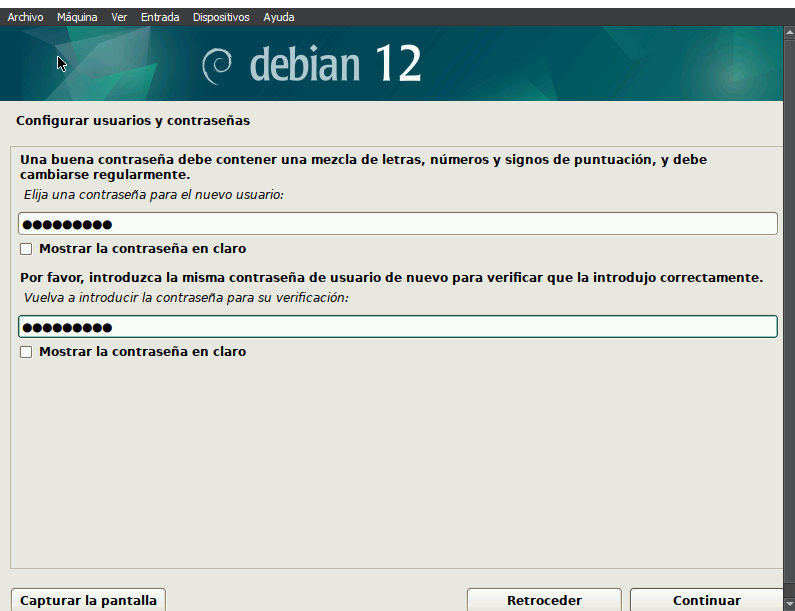 Archivo Máquina Ver Entrada Dispositivos Ayuda
debian 12
Configurar usuarios y contraseñas
Una buena contraseña debe contener una mezcla de letras, números y signos de puntuación, y debe
cambiarse regularmente.
Elija una contraseña para el nuevo usuario:
●●●●●●●●●
Mostrar la contraseña en claro
Por favor, introduzca la misma contraseña de usuario de nuevo para verificar que la introdujo correctamente.
Vuelva a introducir la contraseña para su verificación:
●●●●●●●●●
Mostrar la contraseña en claro
Capturar la pantalla Retroceder Continuar